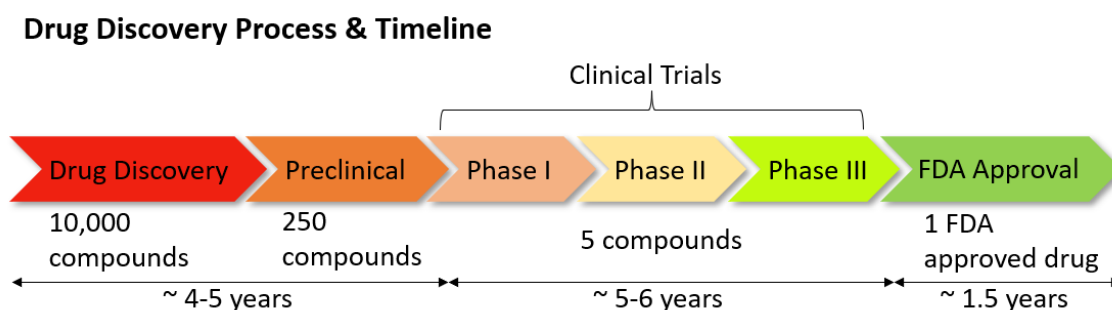 Drug Discovery Process & Timeline
Clinical Trials
Drug Discovery
Preclinical
Phase I
Phase II
Phase III
FDA Approval
10,000
compounds
250
compounds
5 compounds
1 FDA
approved drug
~ 4-5 years
~ 5-6 years
~ 1.5 years